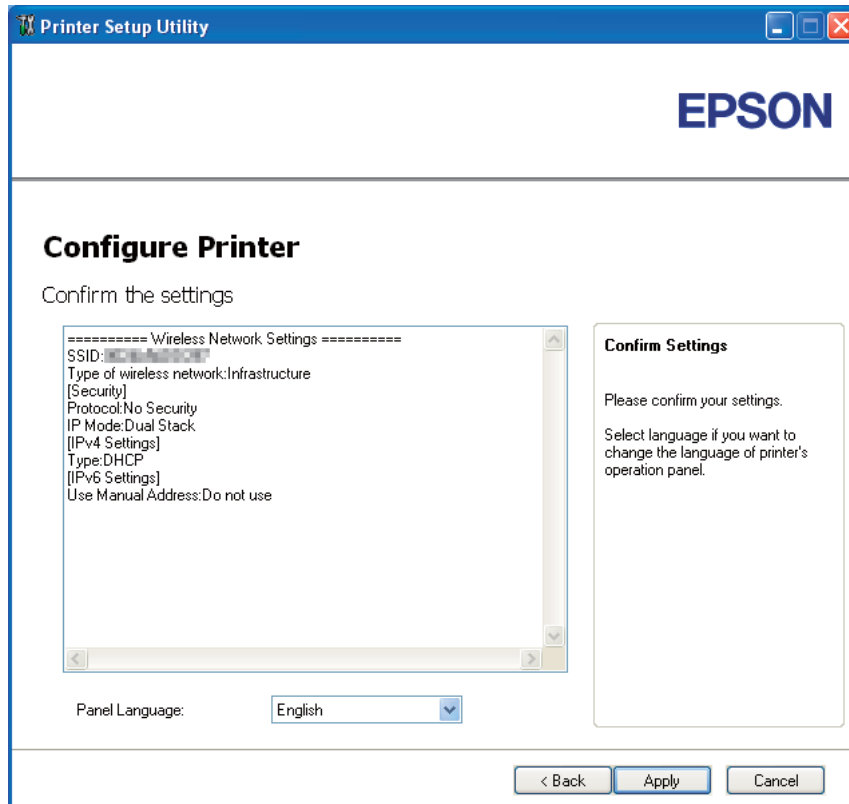 Printer Setup Utility
EPSON
Configure Printer
Confirm the settings
========== Wireless Network Settings ==========
SSID:
Type of wireless network:Infrastructure
[Security]
Protocol:No Security
IP Mode:Dual Stack
[IPv4 Settings]
Type:DHCP
[IPv6 Settings]
Use Manual Address:Do not use
Confirm Settings
Please confirm your settings.
Select language if you want to
change the language of printer's
operation panel.
Panel Language:
English
< Back
Apply
Cancel